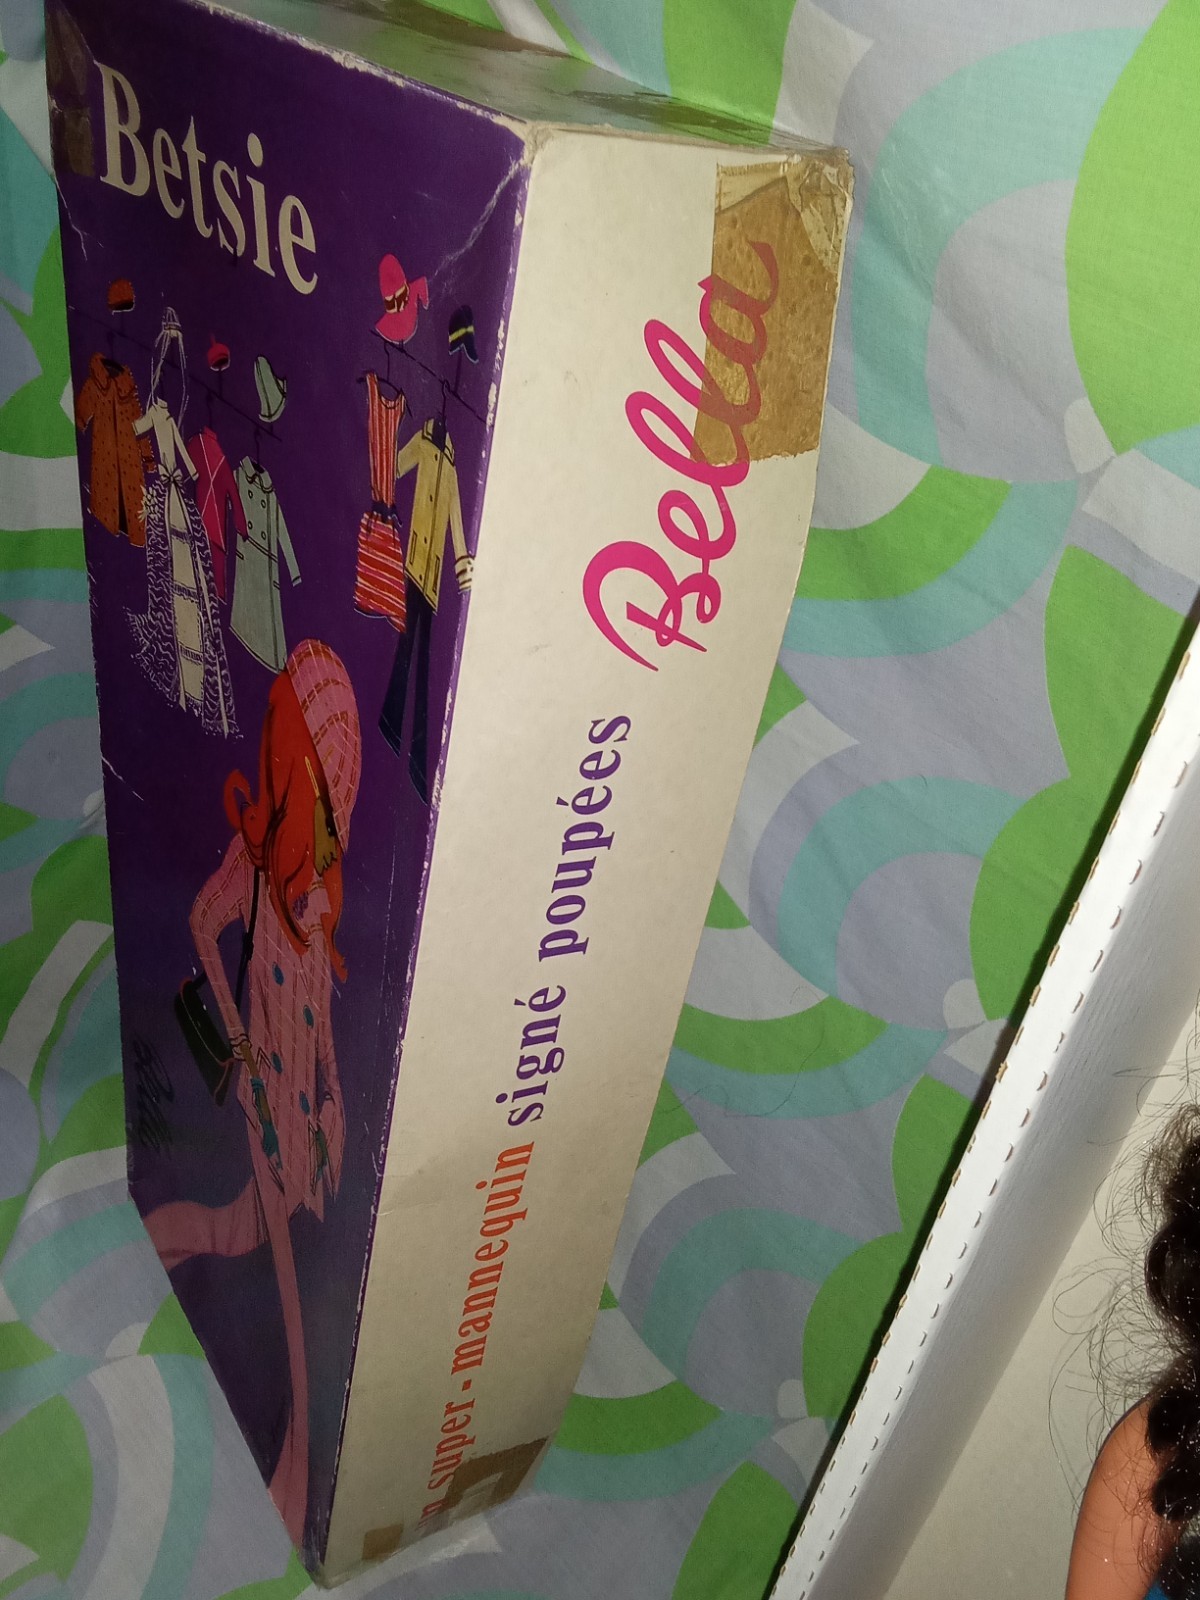 Betsie
super-mannequin signé poupées Bella